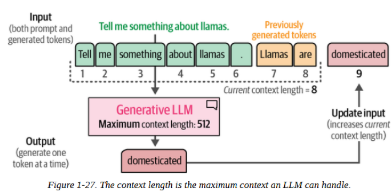 Input
(both prompt and
generated tokens)
Tell me something about llamas.
Previously
generated tokens
Tell me something about llamas . Llamas are domesticated
1 2 3 4 5 6 7 8 9
Current context length = 8
Generative LLM
Maximum context length: 512
Update input
(increases current
context length)
Output
(generate one
token at a time)
domesticated
Figure 1-27. The context length is the maximum context an LLM can handle.